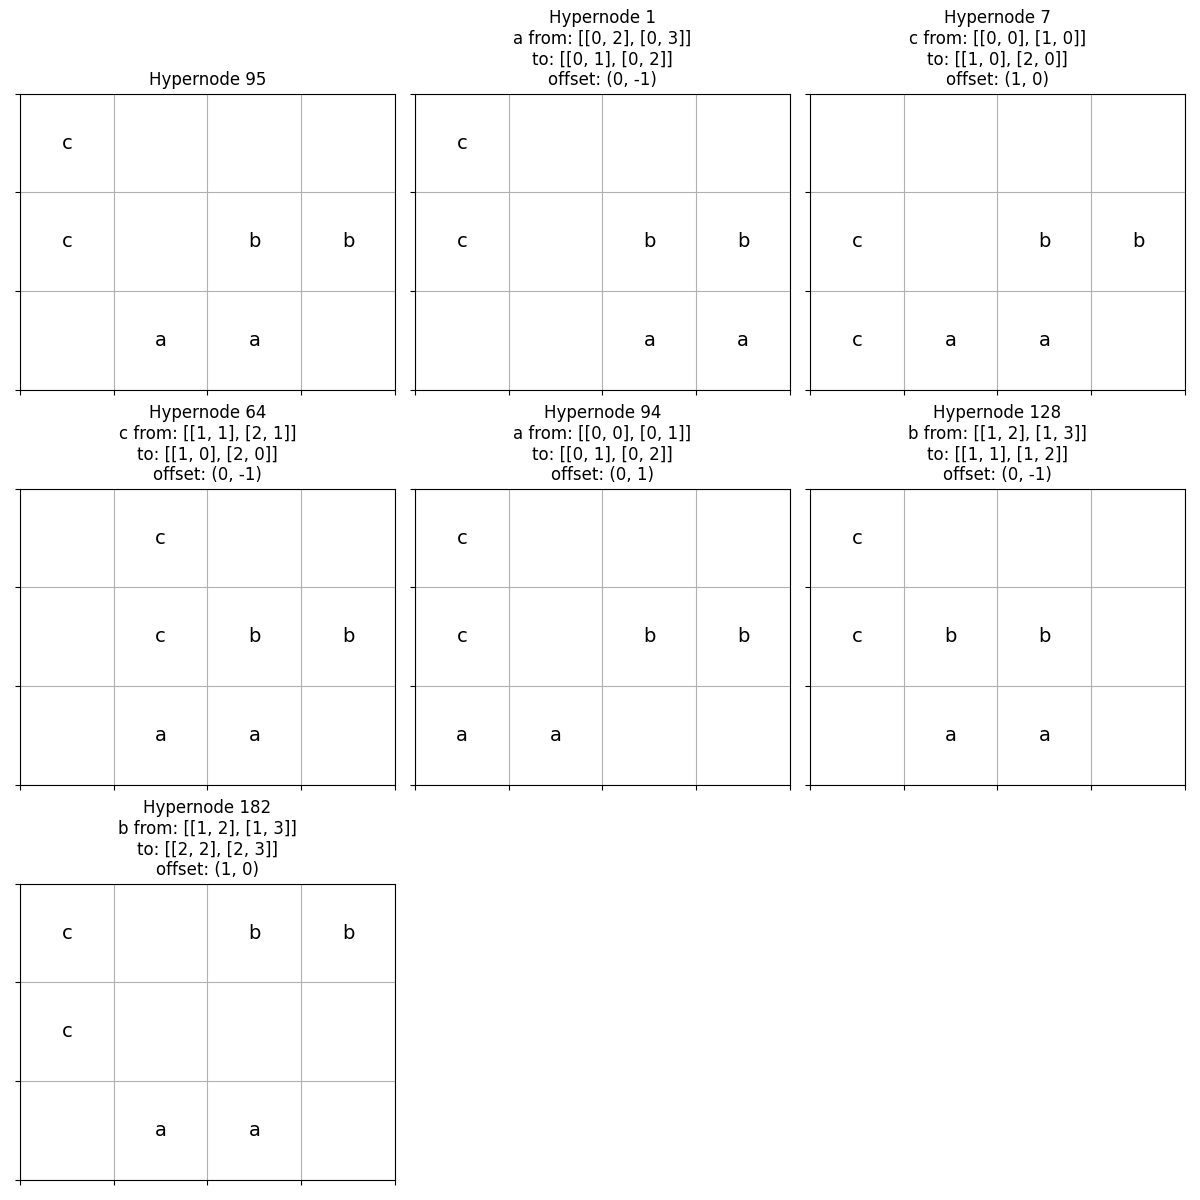 Hypernode 95
c
c b b
a a
Hypernode 1
a from: [[0, 2], [0, 3]]
to: [[0, 1], [0, 2]]
offset: (0, -1)
c
c b b
a a
Hypernode 7
c from: [[0, 0], [1, 0]]
to: [[1, 0], [2, 0]]
offset: (1, 0)
c b b
c a a
Hypernode 64
c from: [[1, 1], [2, 1]]
to: [[1, 0], [2, 0]]
offset: (0, -1)
c
c b b
a a
Hypernode 94
a from: [[0, 0], [0, 1]]
to: [[0, 1], [0, 2]]
offset: (0, 1)
c
c b b
a a
Hypernode 128
b from: [[1, 2], [1, 3]]
to: [[1, 1], [1, 2]]
offset: (0, -1)
c
c b b
a a
Hypernode 182
b from: [[1, 2], [1, 3]]
to: [[2, 2], [2, 3]]
offset: (1, 0)
c b b
c
a a